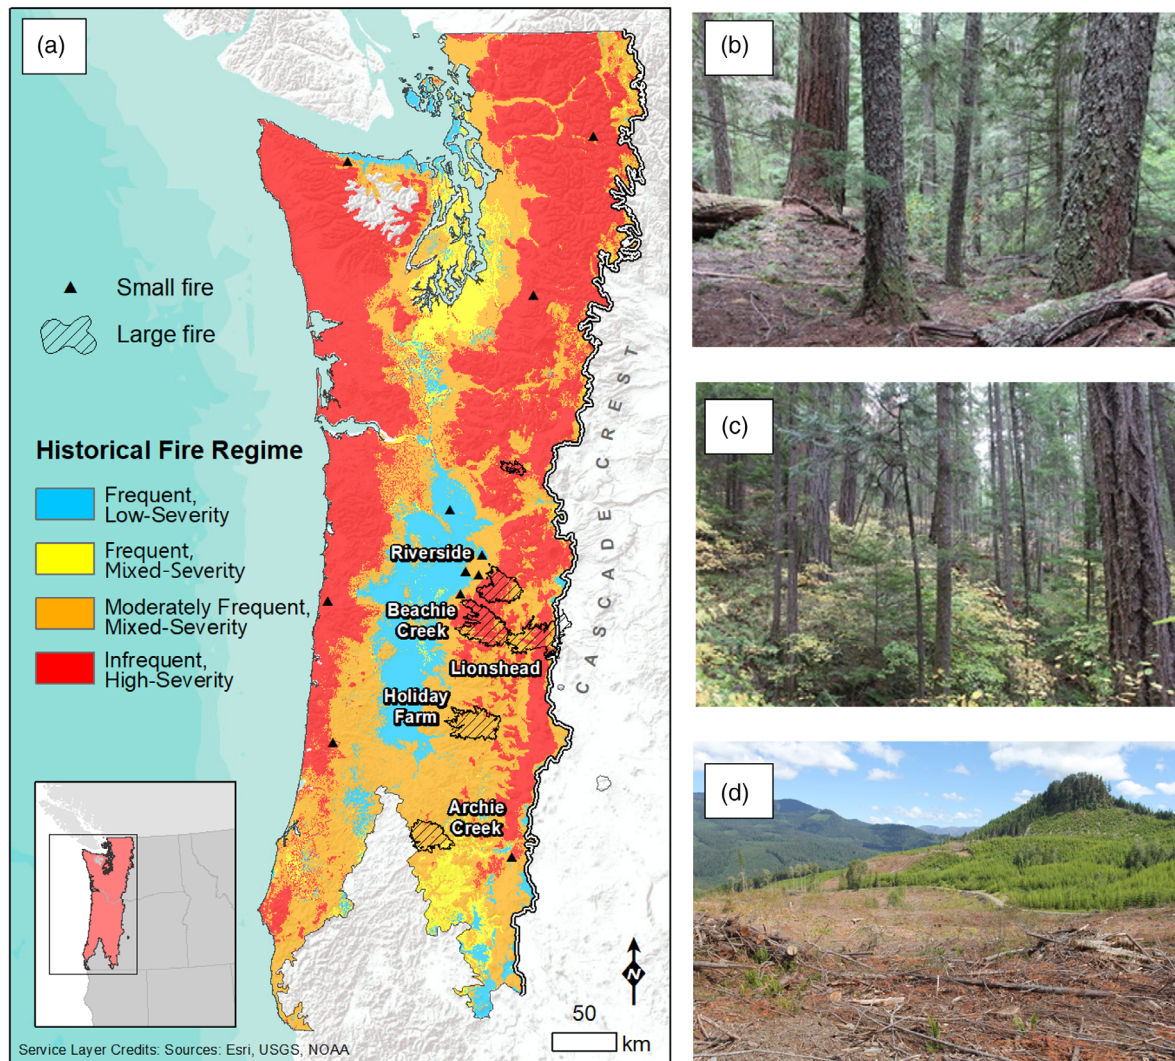 (a)
Small fire
Large fire
Historical Fire Regime
Frequent,
Low-Severity
Frequent,
Mixed-Severity
Moderately Frequent,
Mixed-Severity
Infrequent,
High-Severity
Riverside
Beachie
Creek
Lionshead
Holiday
Farm
Archie
Creek
CASCADE CREST
N
50
km
Service Layer Credits: Sources: Esri, USGS, NOAA
(b)
(c)
(d)